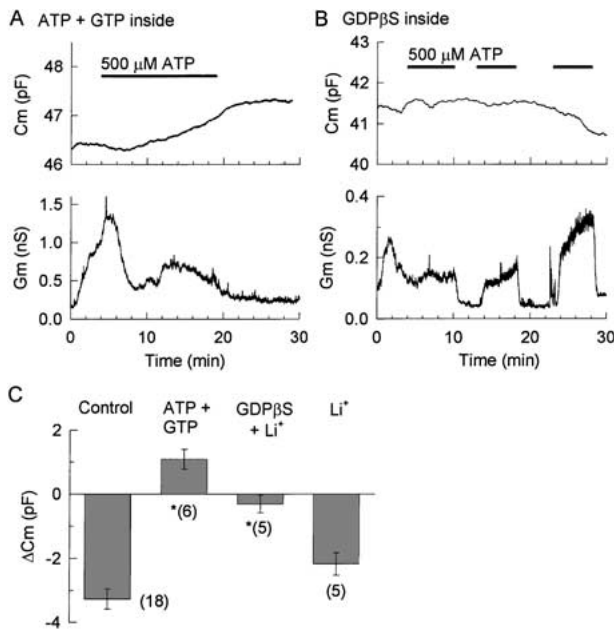 A ATP + GTP inside
B GDPβS inside
48
47
46
Cm (pF)
500 μM ATP
43
42
41
40
Cm (pF)
500 μM ATP
1.5
1.0
0.5
0.0
Gm (nS)
0 10 20 30
Time (min)
0.4
0.2
0.0
Gm (nS)
0 10 20 30
Time (min)
C
Control
ATP +
GTP
GDPβS
+ Li+
Li+
2
0
-2
-4
ΔCm (pF)
(18)
*(6)
*(5)
(5)